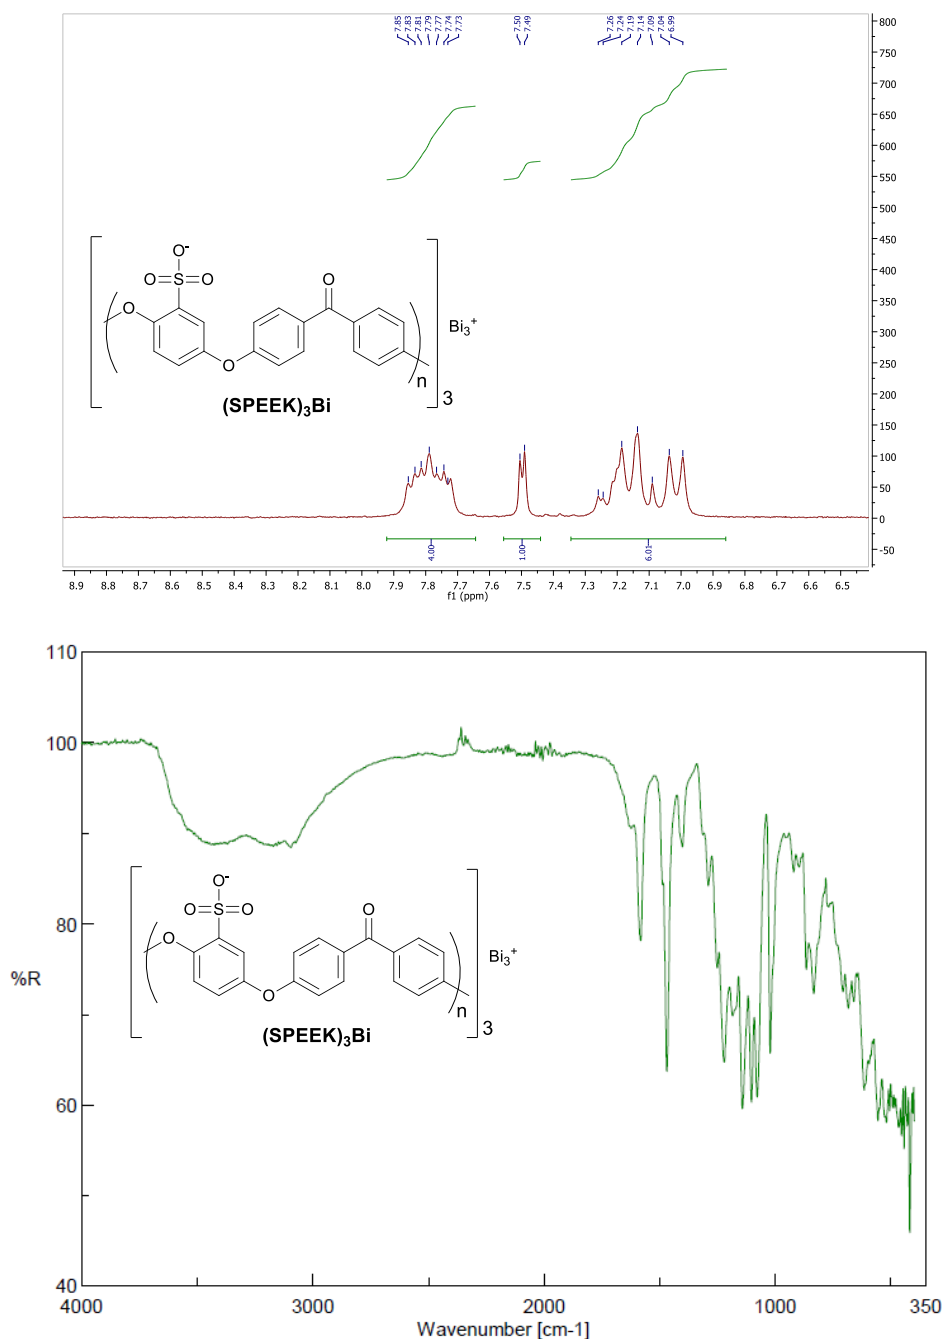 7.85 7.83 7.81 7.79 7.77 7.74 7.73 7.50 7.49 7.26 7.24 7.19 7.14 7.09 7.04 6.99
800
750
700
650
600
550
500
450
400
350
300
250
200
150
100
50
0
-50
O-
O S O
O
O
O
n
3
Bi3+
(SPEEK)3Bi
4.00 1.00 6.01
8.9 8.8 8.7 8.6 8.5 8.4 8.3 8.2 8.1 8.0 7.9 7.8 7.7 7.6 7.5 7.4 7.3 7.2 7.1 7.0 6.9 6.8 6.7 6.6 6.5
f1 (ppm)
110
100
80
%R
60
40
O-
O S O
O
O
O
n
3
Bi3+
(SPEEK)3Bi
4000 3000 2000 1000 350
Wavenumber [cm-1]